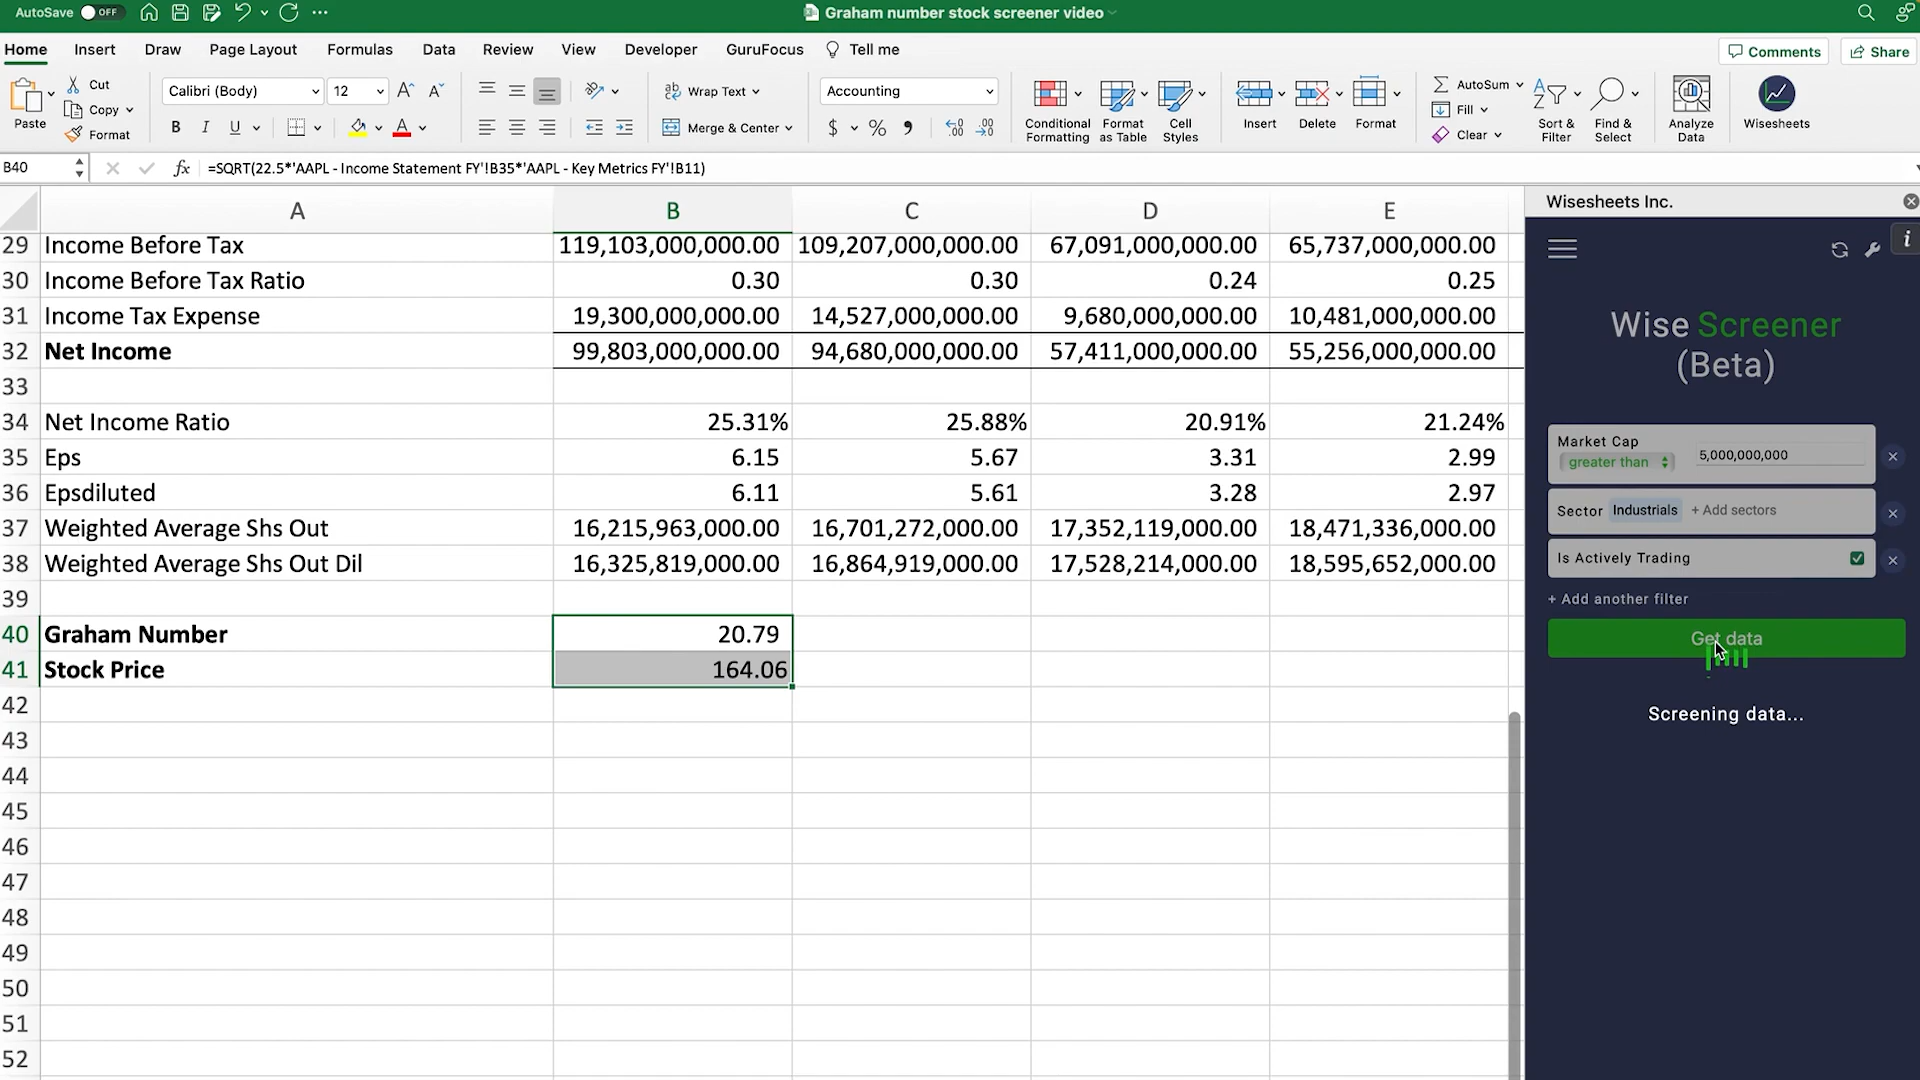 AutoSave OFF ... Graham number stock screener video
Home Insert Draw Page Layout Formulas Data Review View Developer GuruFocus Tell me Comments Share
Paste Cut Copy Format
Calibri (Body) 12 A^ A˅
B I U A
Wrap Text
Merge & Center
Accounting
$ % 9
Conditional Formatting
Format as Table
Cell Styles
Insert Delete Format
AutoSum
Fill
Clear
Sort & Filter
Find & Select
Analyze Data
Wisesheets
B40 fx =SQRT(22.5*'AAPL - Income Statement FY'!B35*'AAPL - Key Metrics FY'!B11)
A B C D E
29 Income Before Tax 119,103,000,000.00 109,207,000,000.00 67,091,000,000.00 65,737,000,000.00
30 Income Before Tax Ratio 0.30 0.30 0.24 0.25
31 Income Tax Expense 19,300,000,000.00 14,527,000,000.00 9,680,000,000.00 10,481,000,000.00
32 Net Income 99,803,000,000.00 94,680,000,000.00 57,411,000,000.00 55,256,000,000.00
33
34 Net Income Ratio 25.31% 25.88% 20.91% 21.24%
35 Eps 6.15 5.67 3.31 2.99
36 Epsdiluted 6.11 5.61 3.28 2.97
37 Weighted Average Shs Out 16,215,963,000.00 16,701,272,000.00 17,352,119,000.00 18,471,336,000.00
38 Weighted Average Shs Out Dil 16,325,819,000.00 16,864,919,000.00 17,528,214,000.00 18,595,652,000.00
39
40 Graham Number 20.79
41 Stock Price 164.06
42
43
44
45
46
47
48
49
50
51
52
Wisesheets Inc.
i
Wise Screener
(Beta)
Market Cap
greater than 5,000,000,000
Sector Industrials + Add sectors
Is Actively Trading
+ Add another filter
Get data
Screening data...